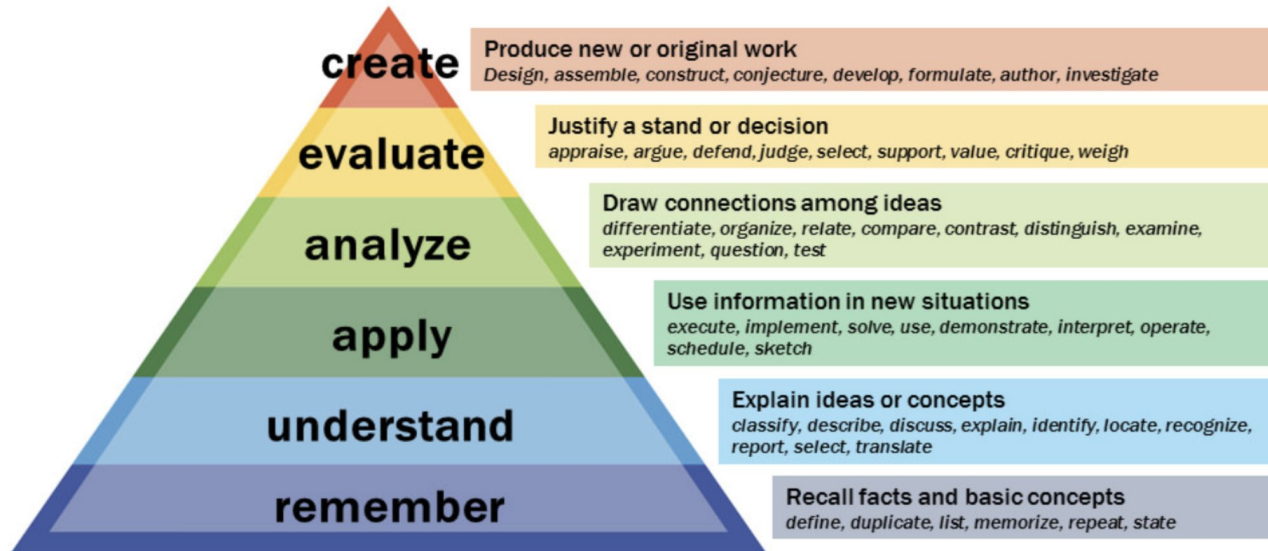 create
Produce new or original work
Design, assemble, construct, conjecture, develop, formulate, author, investigate
evaluate
Justify a stand or decision
appraise, argue, defend, judge, select, support, value, critique, weigh
analyze
Draw connections among ideas
differentiate, organize, relate, compare, contrast, distinguish, examine,
experiment, question, test
apply
Use information in new situations
execute, implement, solve, use, demonstrate, interpret, operate,
schedule, sketch
understand
Explain ideas or concepts
classify, describe, discuss, explain, identify, locate, recognize,
report, select, translate
remember
Recall facts and basic concepts
define, duplicate, list, memorize, repeat, state